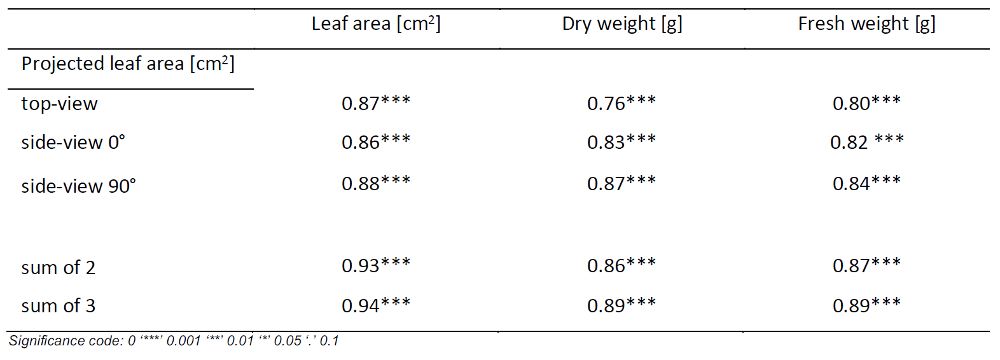 Leaf area [cm²] Dry weight [g] Fresh weight [g]
Projected leaf area [cm²]
top-view 0.87*** 0.76*** 0.80***
side-view 0° 0.86*** 0.83*** 0.82 ***
side-view 90° 0.88*** 0.87*** 0.84***
sum of 2 0.93*** 0.86*** 0.87***
sum of 3 0.94*** 0.89*** 0.89***
Significance code: 0 ‘***’ 0.001 ‘**’ 0.01 ‘*’ 0.05 ‘.’ 0.1